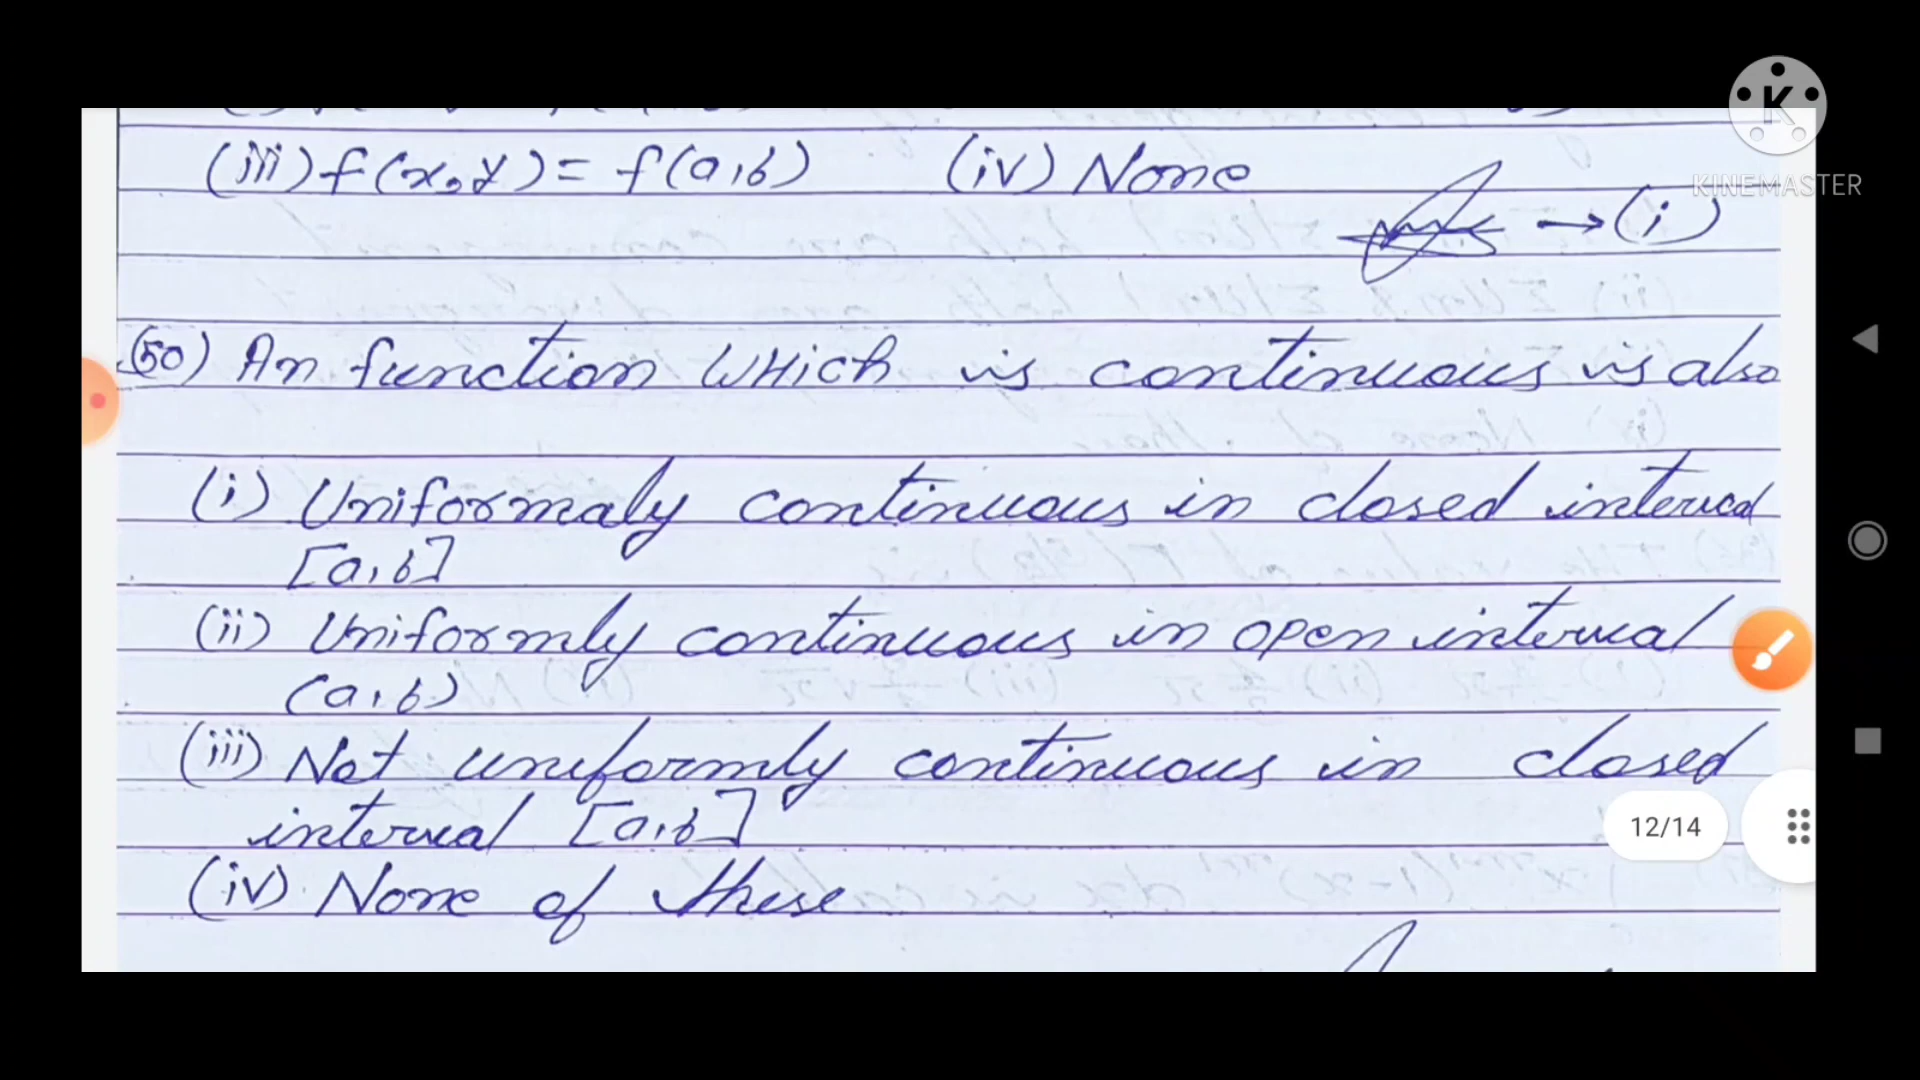 (iii) f(x,y) = f(a,b) (iv) None
→ (i)
K
KINEMASTER
(50) An function WHich is continuous is also
(i) Uniformaly continuous in closed interval
[a,b]
(ii) Uniformly continuous in open interval
(a,b)
(iii) Not uniformly continuous in closed
interval [a,b]
(iv) None of these
12/14